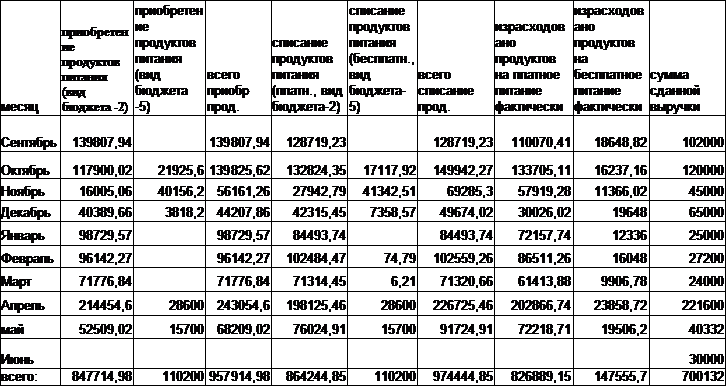 месяц | приобретение продуктов питания (вид бюджета -2) | приобретение продуктов питания (вид бюджета -5) | всего приобр прод. | списание продуктов питания (платн., вид бюджета-2) | списание продуктов питания (бесплатн., вид бюджета-5) | всего списание прод. | израсходовано продуктов на платное питание фактически | израсходовано продуктов на бесплатное питание фактически | сумма сданной выручки
Сентябрь 139807,94 139807,94 128719,23 128719,23 110070,41 18648,82 102000
Октябрь 117900,02 21925,6 139825,62 132824,35 17117,92 149942,27 133705,11 16237,16 120000
Ноябрь 16005,06 40156,2 56161,26 27942,79 41342,51 69285,3 57919,28 11366,02 45000
Декабрь 40389,66 3818,2 44207,86 42315,45 7358,57 49674,02 30026,02 19648 65000
Январь 98729,57 98729,57 84493,74 84493,74 72157,74 12336 25000
Февраль 96142,27 96142,27 102484,47 74,79 102559,26 86511,26 16048 27200
Март 71776,84 71776,84 71314,45 6,21 71320,66 61413,88 9906,78 24000
Апрель 214454,6 28600 243054,6 198125,46 28600 226725,46 202866,74 23858,72 221600
май 52509,02 15700 68209,02 76024,91 15700 91724,91 72218,71 19506,2 40332
Июнь 30000
всего: 847714,98 110200 957914,98 864244,85 110200 974444,85 826889,15 147555,7 700132